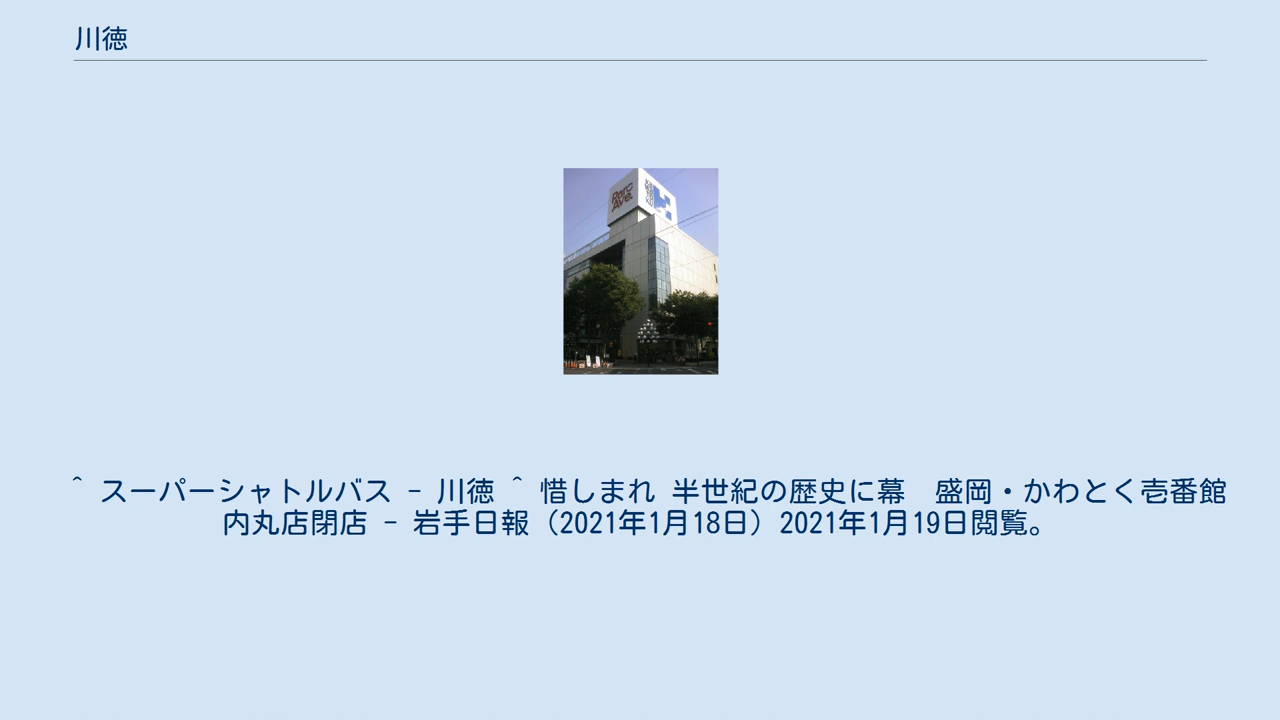 川徳
Parc
Ave.
^ スーパーシャトルバス - 川徳 ^ 惜しまれ 半世紀の歴史に幕　盛岡・かわとく壱番館
内丸店閉店 - 岩手日報（2021年1月18日）2021年1月19日閲覧。